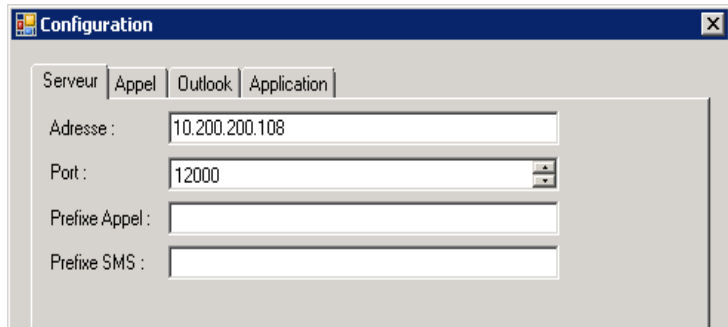 Configuration
Serveur Appel Outlook Application
Adresse : 10.200.200.108
Port : 12000
Prefixe Appel :
Prefixe SMS :